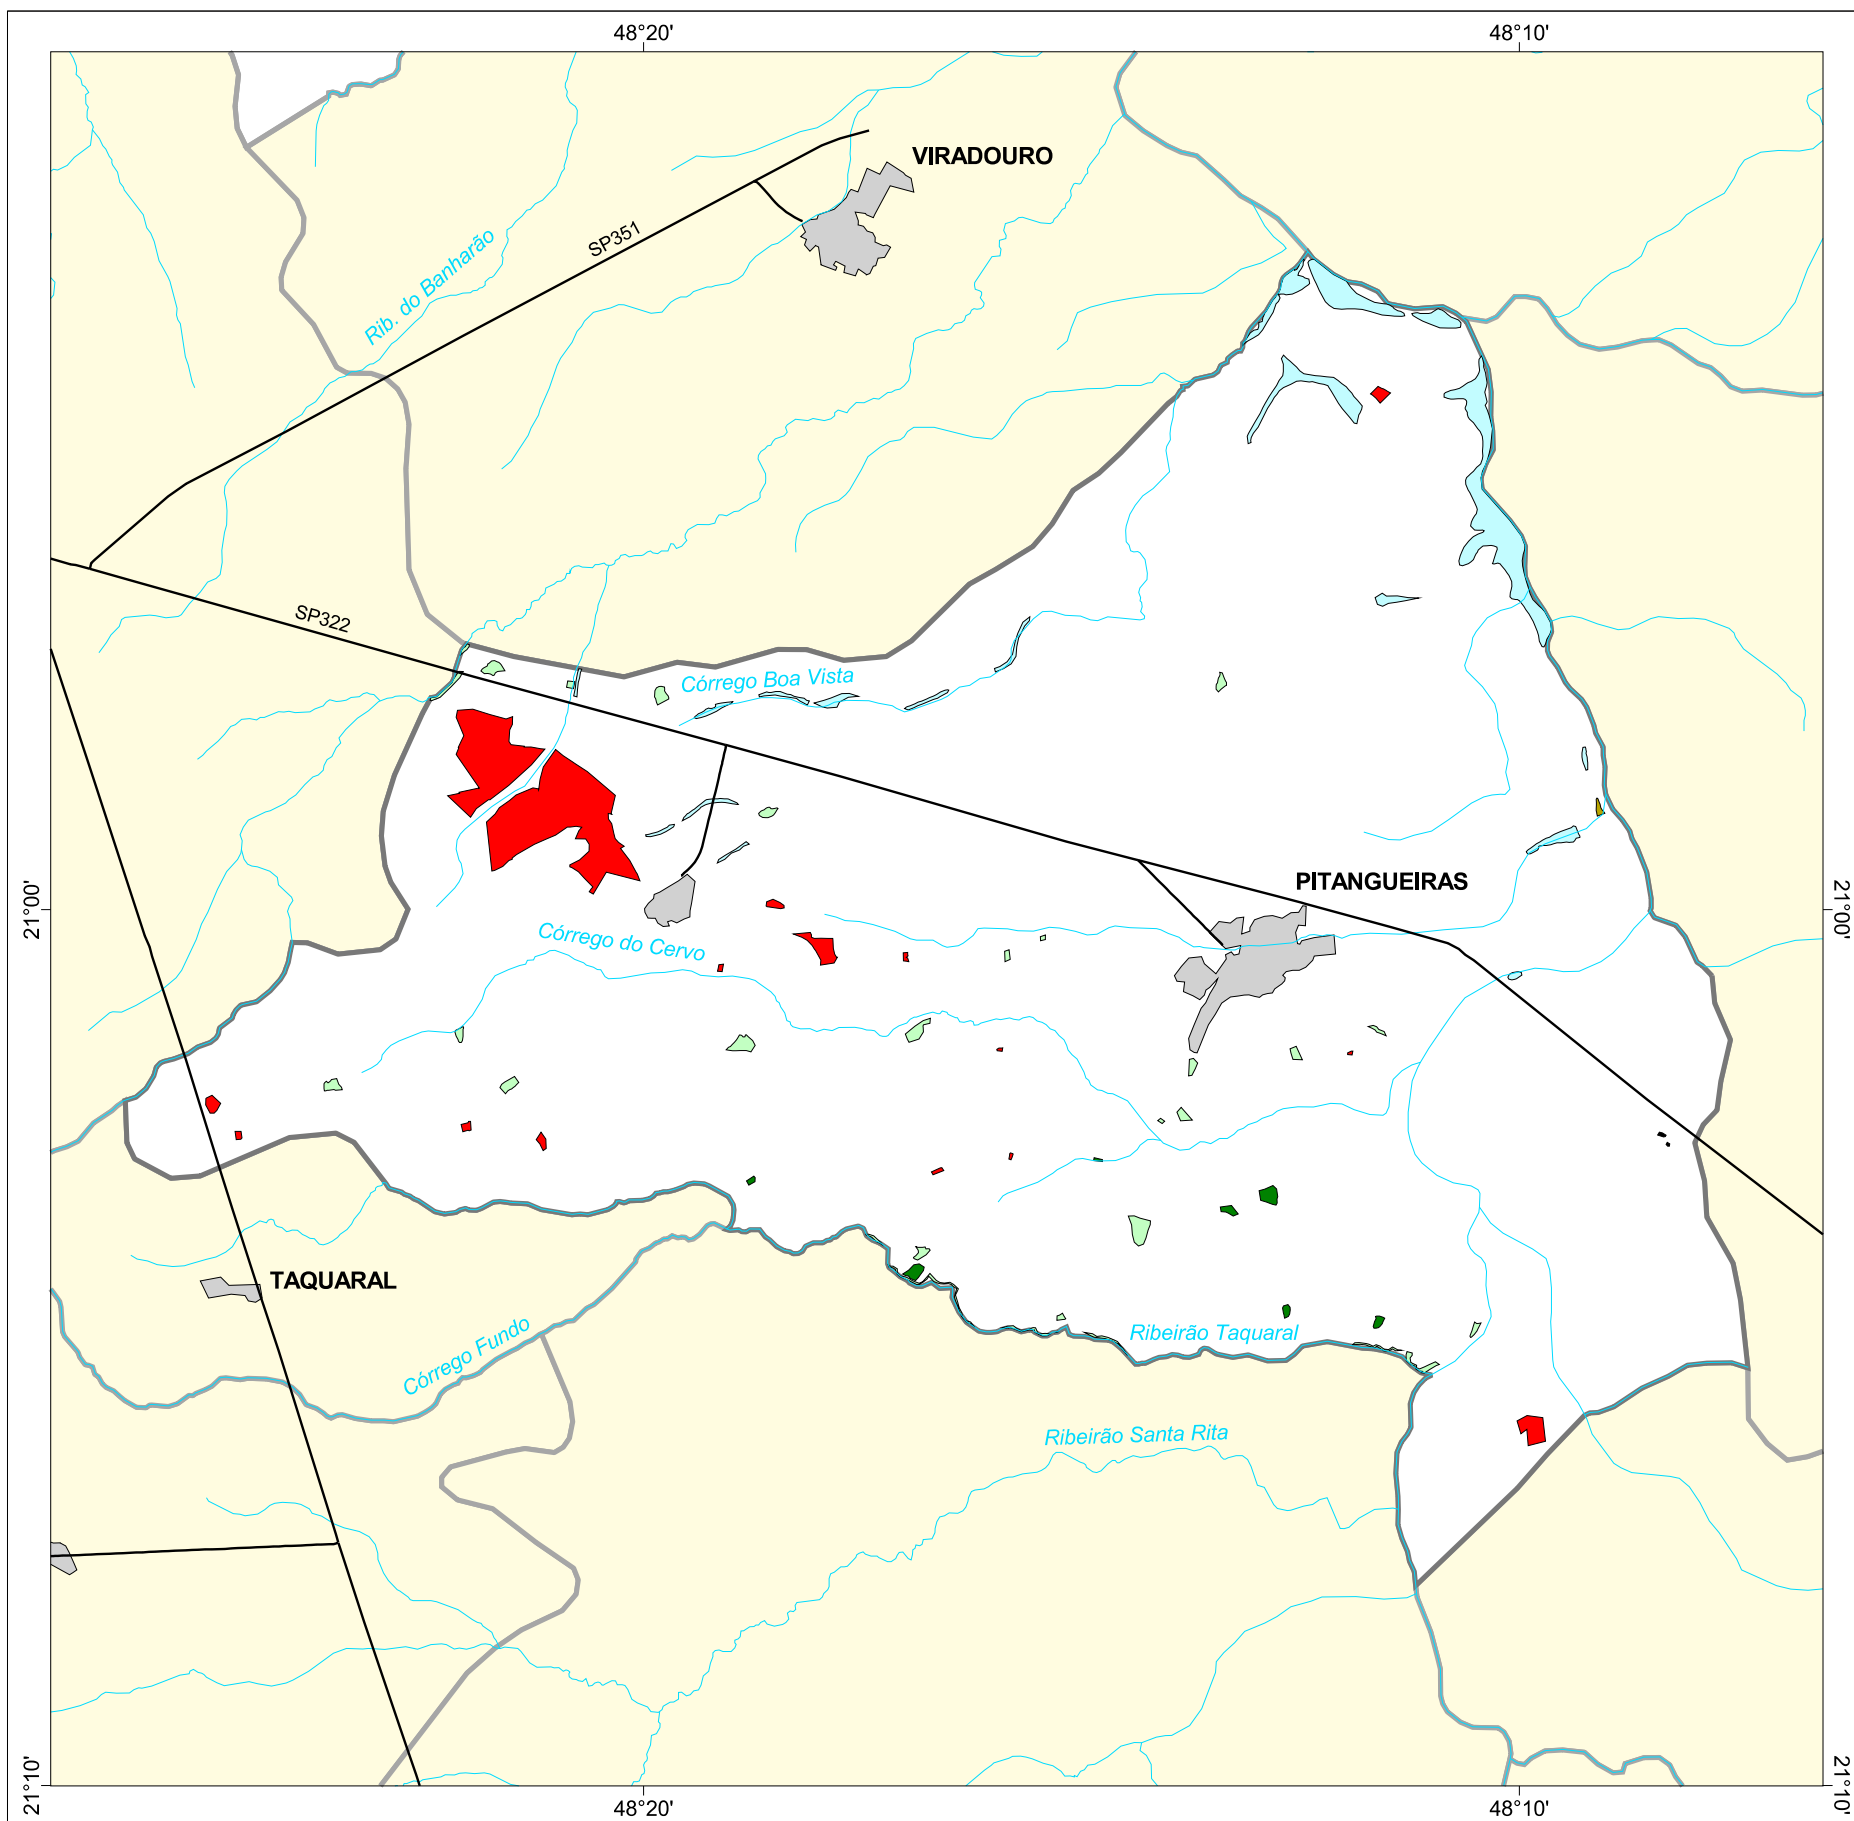 48°20'
48°10'
VIRADOURO
SP351
Rib. do Banharão
SP322
Córrego Boa Vista
PITANGUEIRAS
21°00'
21°00'
Córrego do Cervo
TAQUARAL
Córrego Fundo
Ribeirão Taquaral
Ribeirão Santa Rita
21°10'
21°10'
48°20'
48°10'